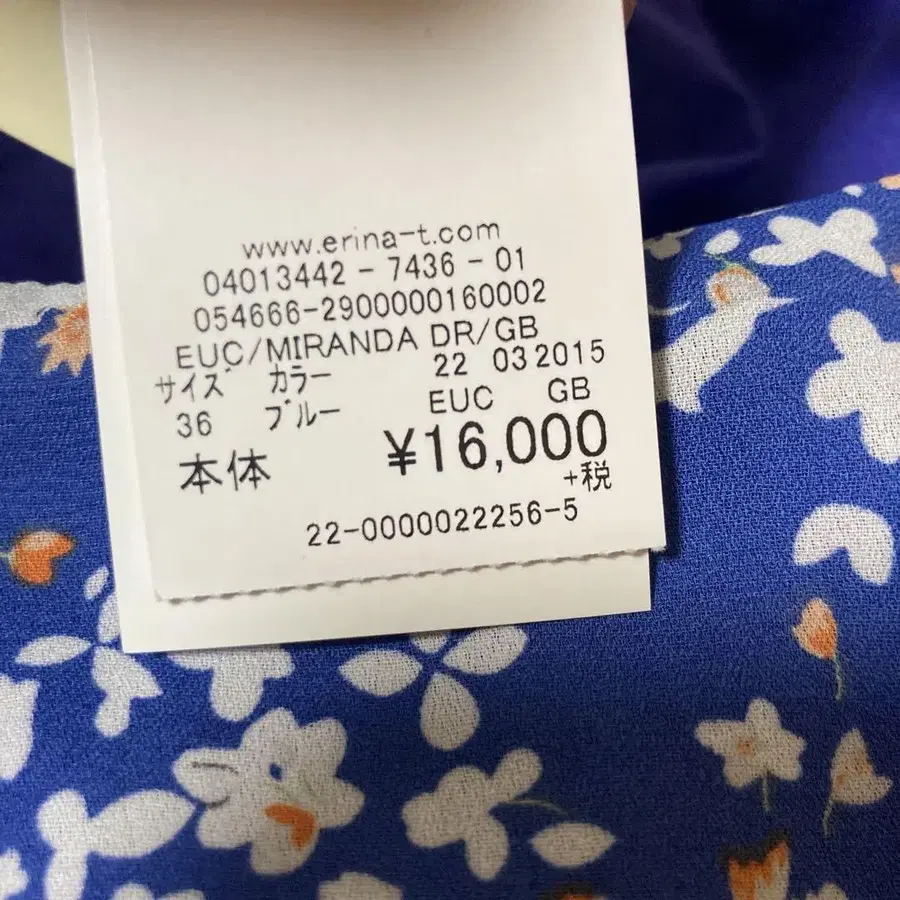 www.erina-t.com
04013442 - 7436 - 01
054666-2900000160002
EUC/MIRANDA DR/GB
サイズ カラー 22 03 2015
36 ブルー EUC GB
本体 ¥16,000
+税
22-0000022256-5